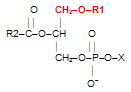 O CH₂—O—R1
R2—C—O—CH O
CH₂—O—P—O—X
O⁻